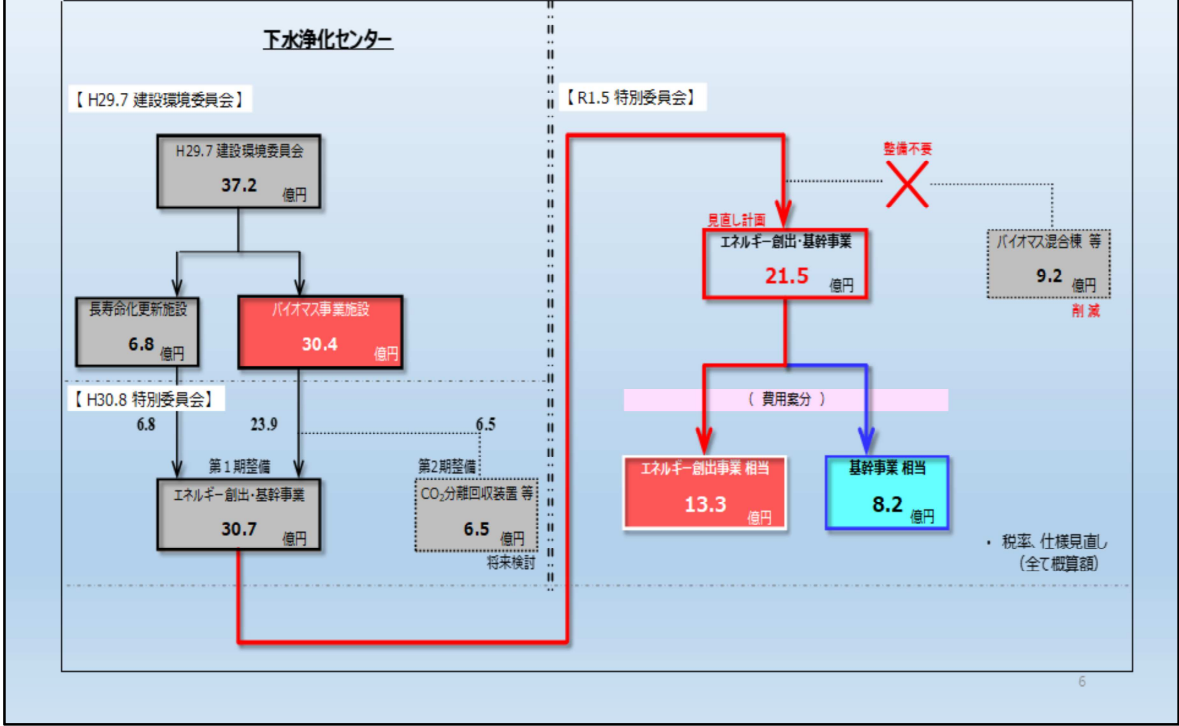 下水浄化センター
【 H29.7 建設環境委員会】
H29.7 建設環境委員会
37.2 億円
長寿命化更新施設
6.8 億円
バイオマス事業施設
30.4 億円
【 H30.8 特別委員会】
6.8 23.9 6.5
第1期整備
エネルギー創出・基幹事業
30.7 億円
第2期整備
CO₂分離回収装置 等
6.5 億円
将来検討
【 R1.5 特別委員会】
整備不要
見直し計画
エネルギー創出・基幹事業
21.5 億円
バイオマス混合棟 等
9.2 億円
削減
( 費用案分 )
エネルギー創出事業 相当
13.3 億円
基幹事業 相当
8.2 億円
・ 税率、仕様見直し
(全て概算額)
6